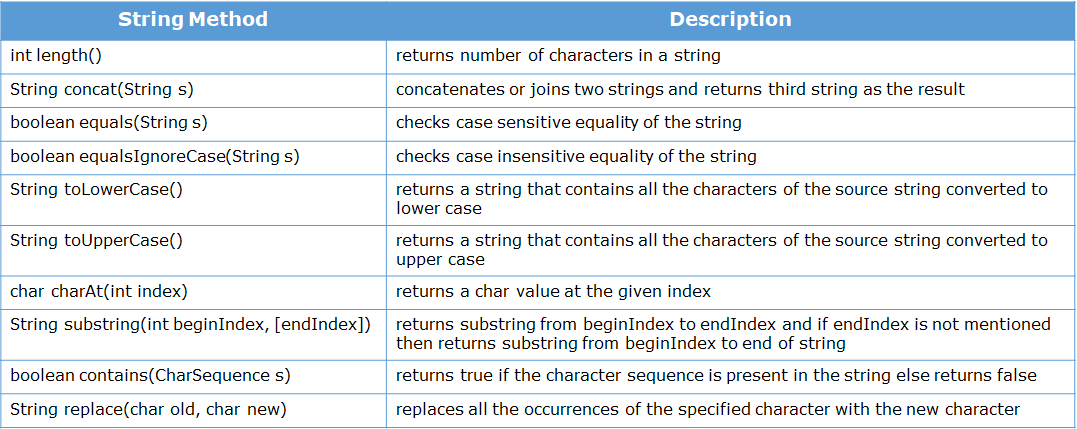 String Method Description
int length() returns number of characters in a string
String concat(String s) concatenates or joins two strings and returns third string as the result
boolean equals(String s) checks case sensitive equality of the string
boolean equalsIgnoreCase(String s) checks case insensitive equality of the string
String toLowerCase() returns a string that contains all the characters of the source string converted to
lower case
String toUpperCase() returns a string that contains all the characters of the source string converted to
upper case
char charAt(int index) returns a char value at the given index
String substring(int beginIndex, [endIndex]) returns substring from beginIndex to endIndex and if endIndex is not mentioned
then returns substring from beginIndex to end of string
boolean contains(CharSequence s) returns true if the character sequence is present in the string else returns false
String replace(char old, char new) replaces all the occurrences of the specified character with the new character